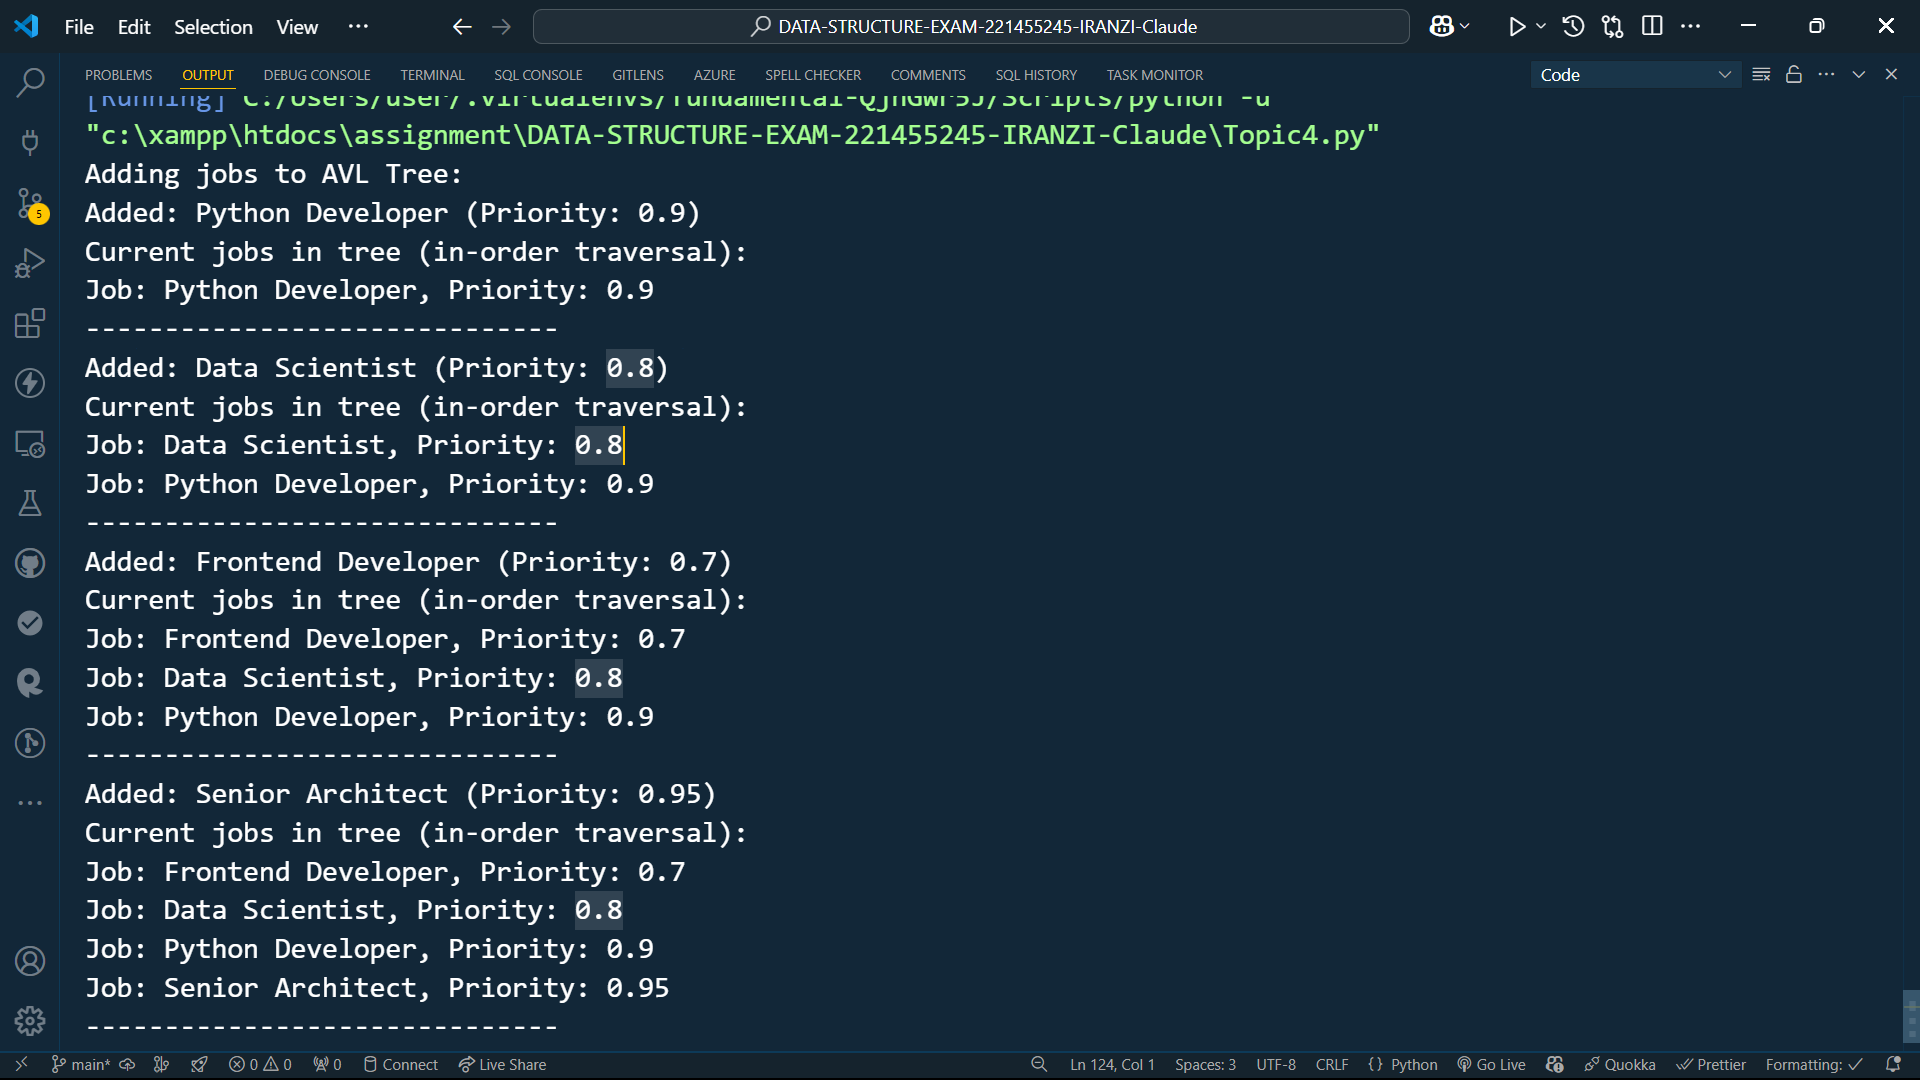 File Edit Selection View ··· DATA-STRUCTURE-EXAM-221455245-IRANZI-Claude
PROBLEMS OUTPUT DEBUG CONSOLE TERMINAL SQL CONSOLE GITLENS AZURE SPELL CHECKER COMMENTS SQL HISTORY TASK MONITOR Code
[Running] C:/Users/user/.virtualenvs/fundamental-QjhGwr5J/Scripts/python -u
"c:\xampp\htdocs\assignment\DATA-STRUCTURE-EXAM-221455245-IRANZI-Claude\Topic4.py"
Adding jobs to AVL Tree:
Added: Python Developer (Priority: 0.9)
Current jobs in tree (in-order traversal):
Job: Python Developer, Priority: 0.9
------------------------------
Added: Data Scientist (Priority: 0.8)
Current jobs in tree (in-order traversal):
Job: Data Scientist, Priority: 0.8
Job: Python Developer, Priority: 0.9
------------------------------
Added: Frontend Developer (Priority: 0.7)
Current jobs in tree (in-order traversal):
Job: Frontend Developer, Priority: 0.7
Job: Data Scientist, Priority: 0.8
Job: Python Developer, Priority: 0.9
------------------------------
Added: Senior Architect (Priority: 0.95)
Current jobs in tree (in-order traversal):
Job: Frontend Developer, Priority: 0.7
Job: Data Scientist, Priority: 0.8
Job: Python Developer, Priority: 0.9
Job: Senior Architect, Priority: 0.95
------------------------------
5
main* 0 0 0 Connect Live Share Ln 124, Col 1 Spaces: 3 UTF-8 CRLF {} Python Go Live Quokka Prettier Formatting: ✓